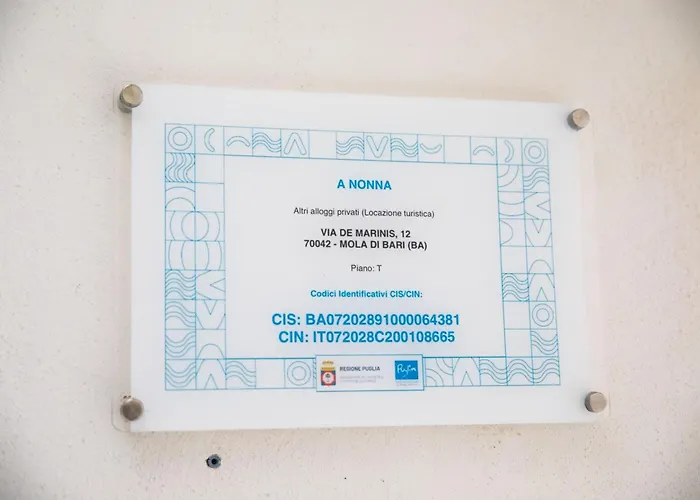 A NONNA
Altri alloggi privati (Locazione turistica)
VIA DE MARINIS, 12
70042 - MOLA DI BARI (BA)
Piano: T
Codici Identificativi CIS/CIN:
CIS: BA07202891000064381
CIN: IT072028C200108665
REGIONE PUGLIA
Puglia